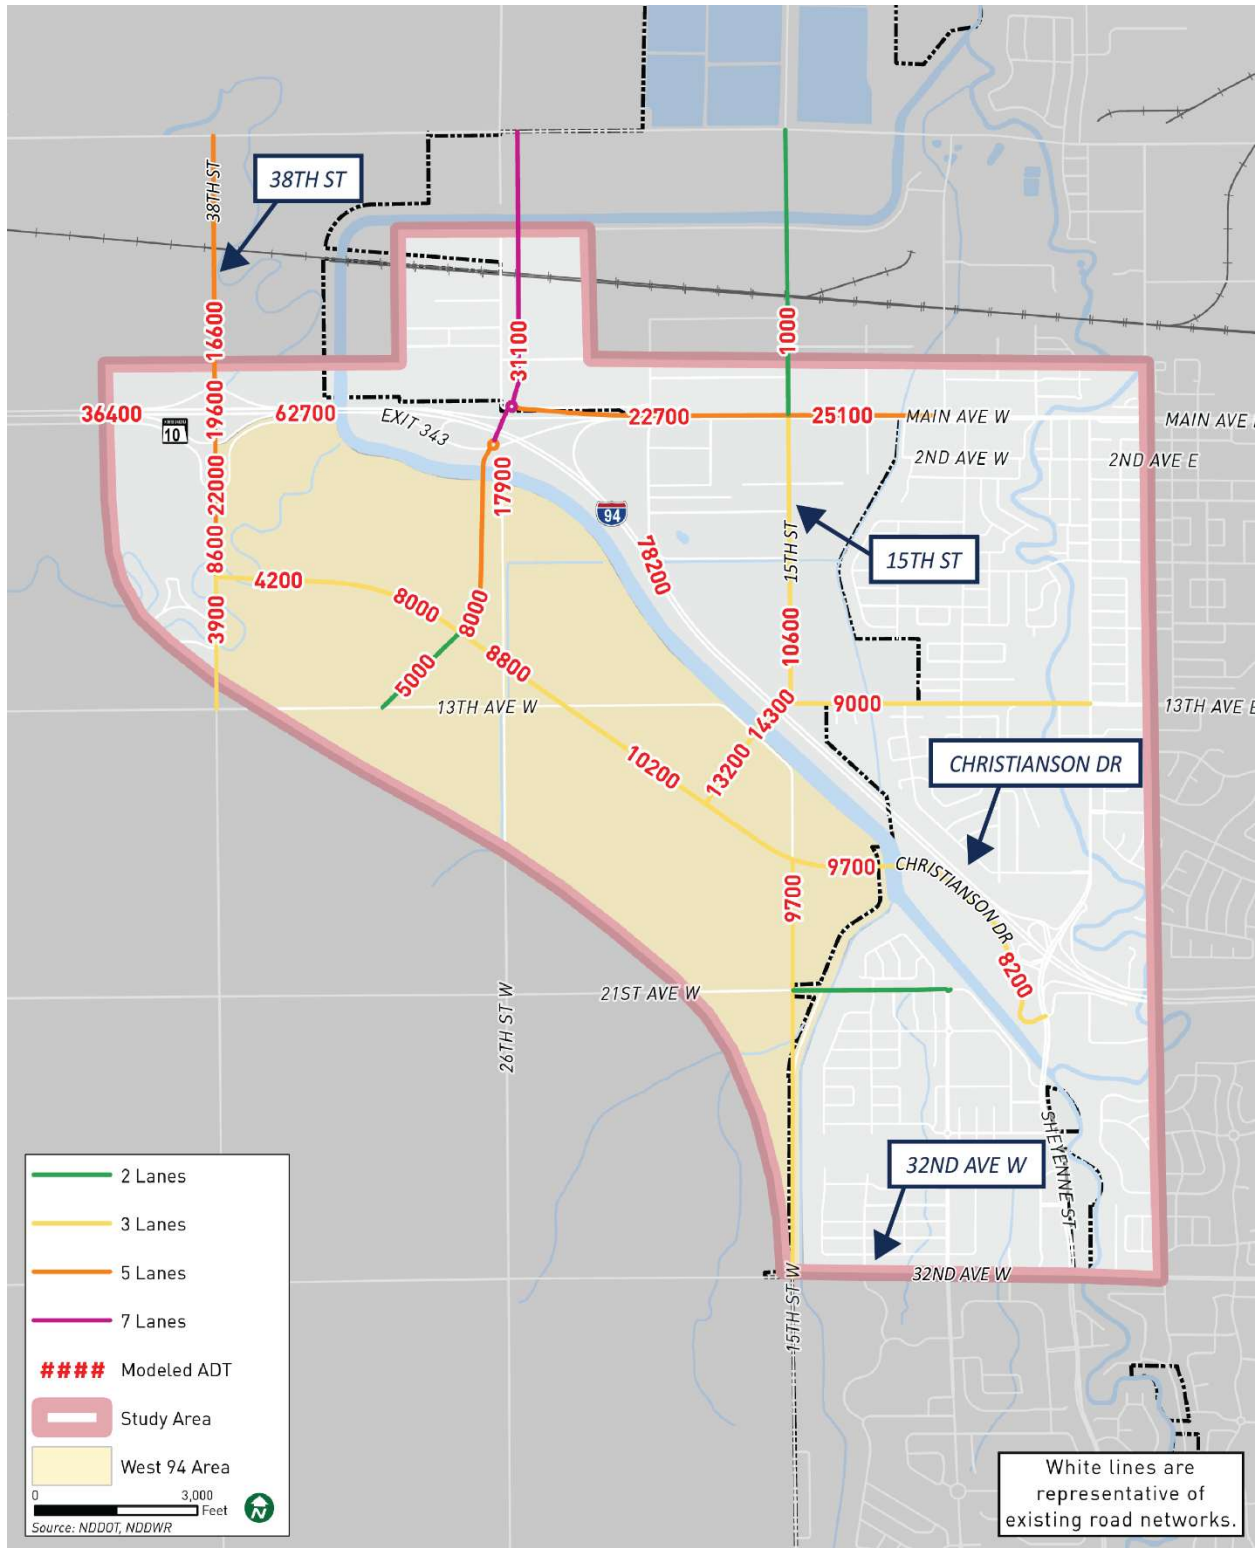 38TH ST
38TH ST
16600
31100
1000
36400
10
19600
62700
EXIT 343
22700
25100
MAIN AVE W
MAIN AVE E
2ND AVE W
2ND AVE E
22000
17900
94
15TH ST
15TH ST
78200
8600
4200
8000
8000
3900
5000
8800
10600
13TH AVE W
14300
9000
13TH AVE E
10200
13200
CHRISTIANSON DR
9700
CHRISTIANSON DR
9700
8200
21ST AVE W
26TH ST W
SHEYENNE ST
32ND AVE W
32ND AVE W
15TH ST W
2 Lanes
3 Lanes
5 Lanes
7 Lanes
#### Modeled ADT
Study Area
West 94 Area
0 3,000
Feet
N
Source: NDDOT, NDDWR
White lines are
representative of
existing road networks.